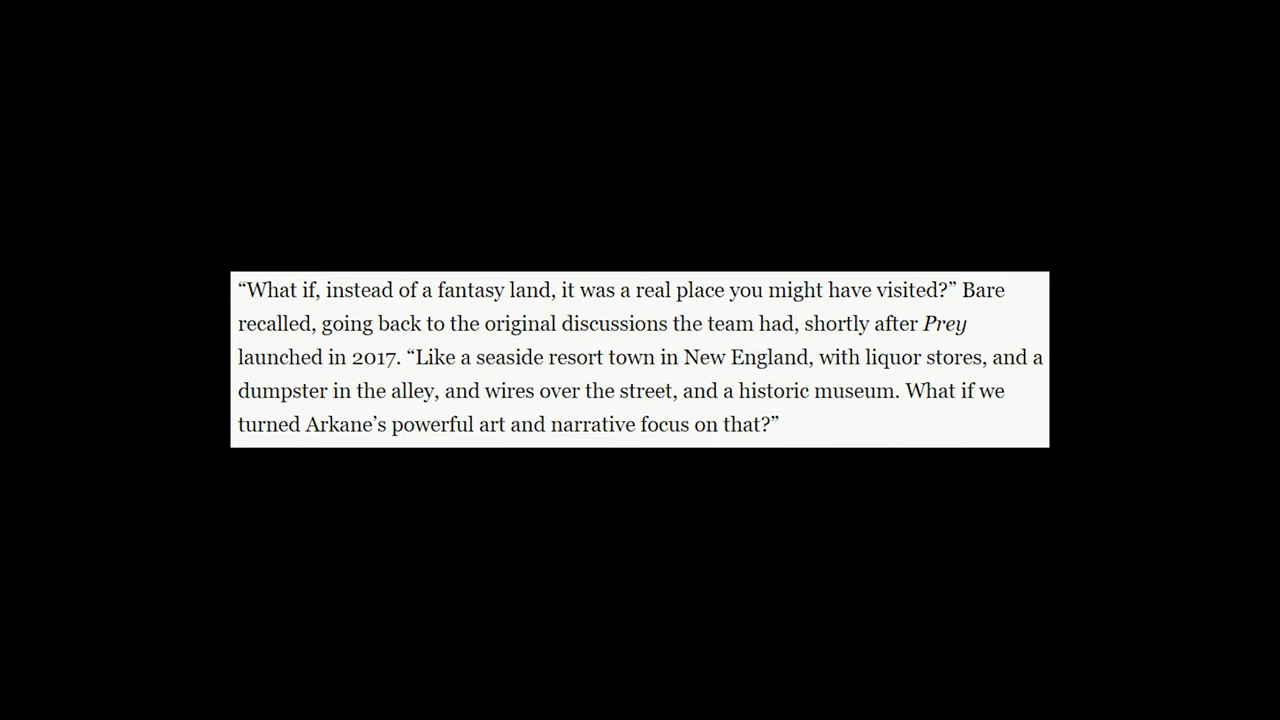 “What if, instead of a fantasy land, it was a real place you might have visited?” Bare
recalled, going back to the original discussions the team had, shortly after Prey
launched in 2017. “Like a seaside resort town in New England, with liquor stores, and a
dumpster in the alley, and wires over the street, and a historic museum. What if we
turned Arkane’s powerful art and narrative focus on that?”